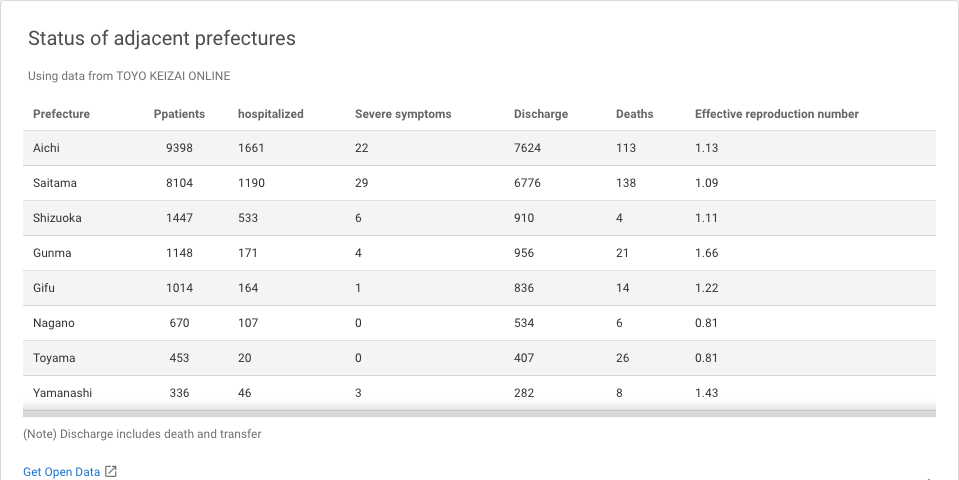 Status of adjacent prefectures
Using data from TOYO KEIZAI ONLINE
Prefecture Ppatients hospitalized Severe symptoms Discharge Deaths Effective reproduction number
Aichi 9398 1661 22 7624 113 1.13
Saitama 8104 1190 29 6776 138 1.09
Shizuoka 1447 533 6 910 4 1.11
Gunma 1148 171 4 956 21 1.66
Gifu 1014 164 1 836 14 1.22
Nagano 670 107 0 534 6 0.81
Toyama 453 20 0 407 26 0.81
Yamanashi 336 46 3 282 8 1.43
(Note) Discharge includes death and transfer
Get Open Data